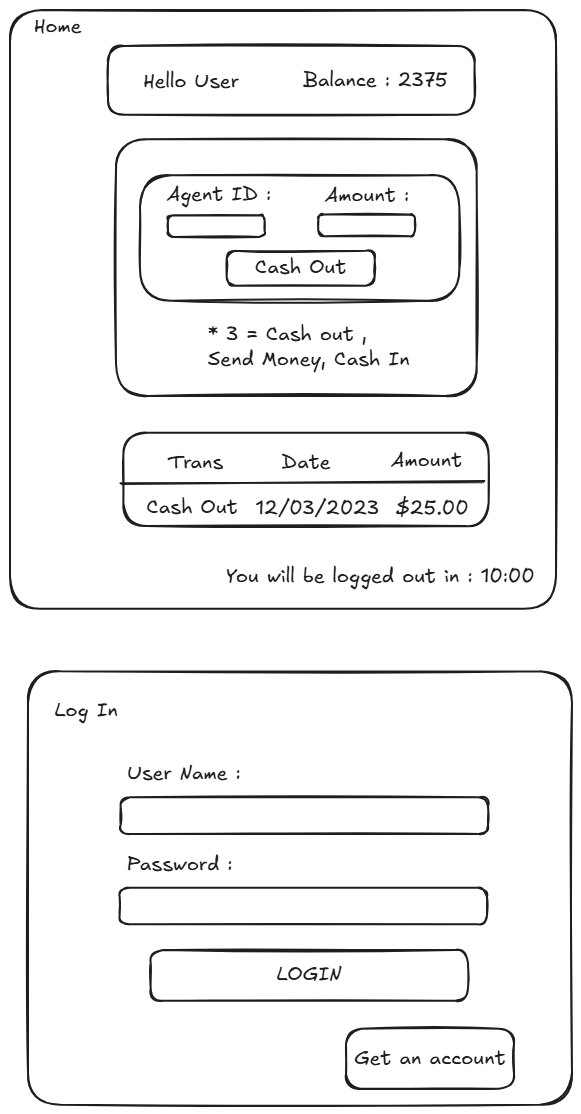 Home
Hello User Balance : 2375
Agent ID : Amount :
Cash Out
* 3 = Cash out ,
Send Money, Cash In
Trans Date Amount
Cash Out 12/03/2023 $25.00
You will be logged out in : 10:00
Log In
User Name :
Password :
LOGIN
Get an account